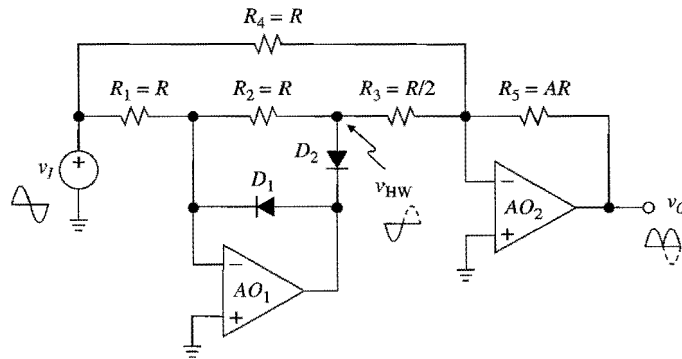 R4 = R
R1 = R
R2 = R
R3 = R/2
R5 = AR
vI
+
D2
D1
vHW
−
AO1
+
−
AO2
+
vO